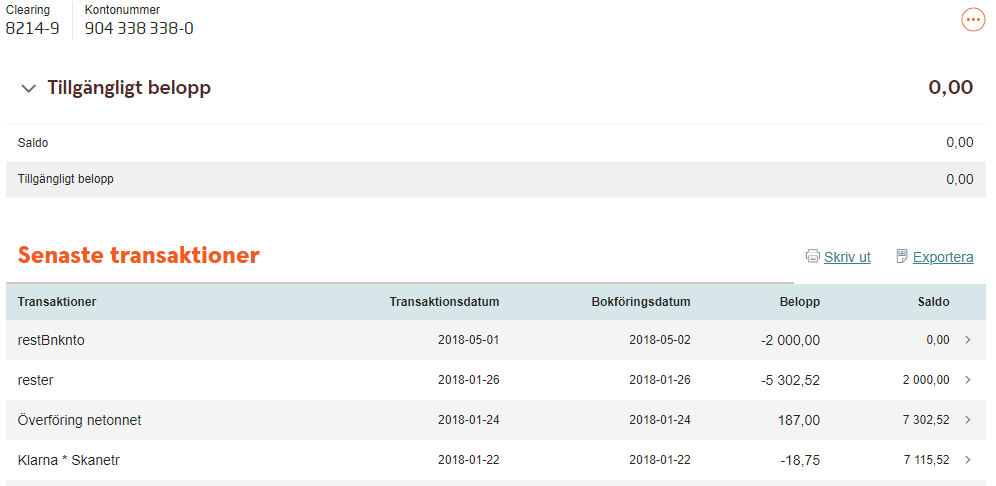 Clearing Kontonummer
8214-9 904 338 338-0
Tillgängligt belopp 0,00
Saldo 0,00
Tillgängligt belopp 0,00
Senaste transaktioner Skriv ut Exportera
Transaktioner Transaktionsdatum Bokföringsdatum Belopp Saldo
restBnknto 2018-05-01 2018-05-02 -2 000,00 0,00
rester 2018-01-26 2018-01-26 -5 302,52 2 000,00
Överföring netonnet 2018-01-24 2018-01-24 187,00 7 302,52
Klarna * Skanetr 2018-01-22 2018-01-22 -18,75 7 115,52